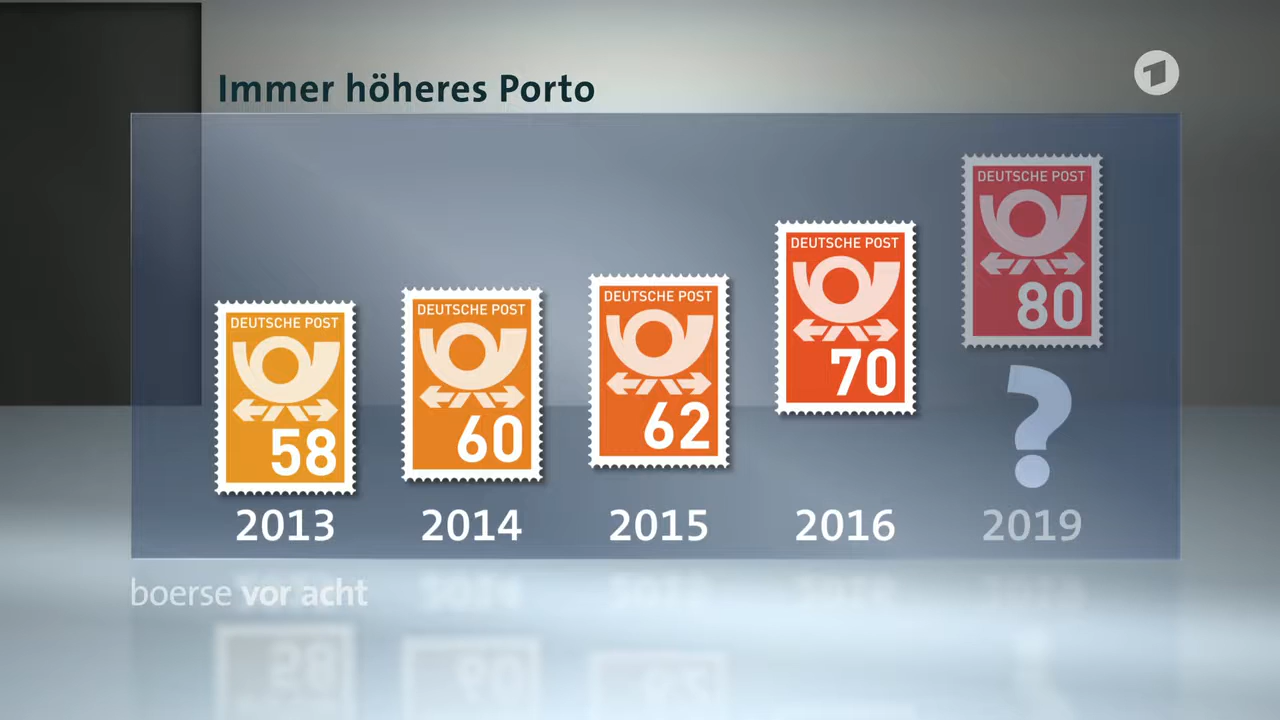 Immer höheres Porto
1
DEUTSCHE POST
58
DEUTSCHE POST
60
DEUTSCHE POST
62
DEUTSCHE POST
70
DEUTSCHE POST
80
?
2013
2014
2015
2016
2019
boerse vor acht